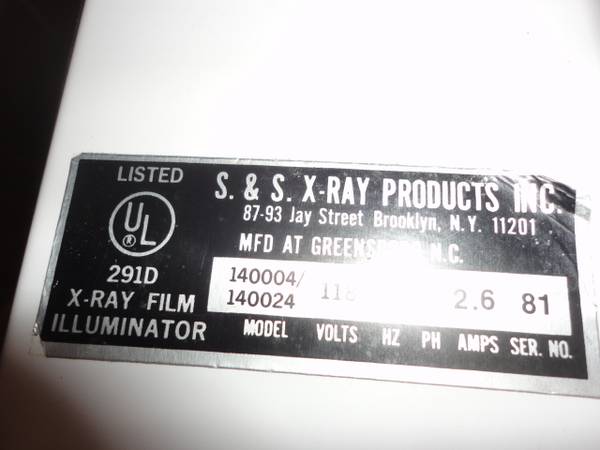 LISTED
UL
®
291D
X-RAY FILM
ILLUMINATOR
S. & S. X-RAY PRODUCTS INC.
87-93 Jay Street Brooklyn, N.Y. 11201
MFD AT N.C.
140004/
140024 2.6 81
MODEL VOLTS HZ PH AMPS SER. NO.